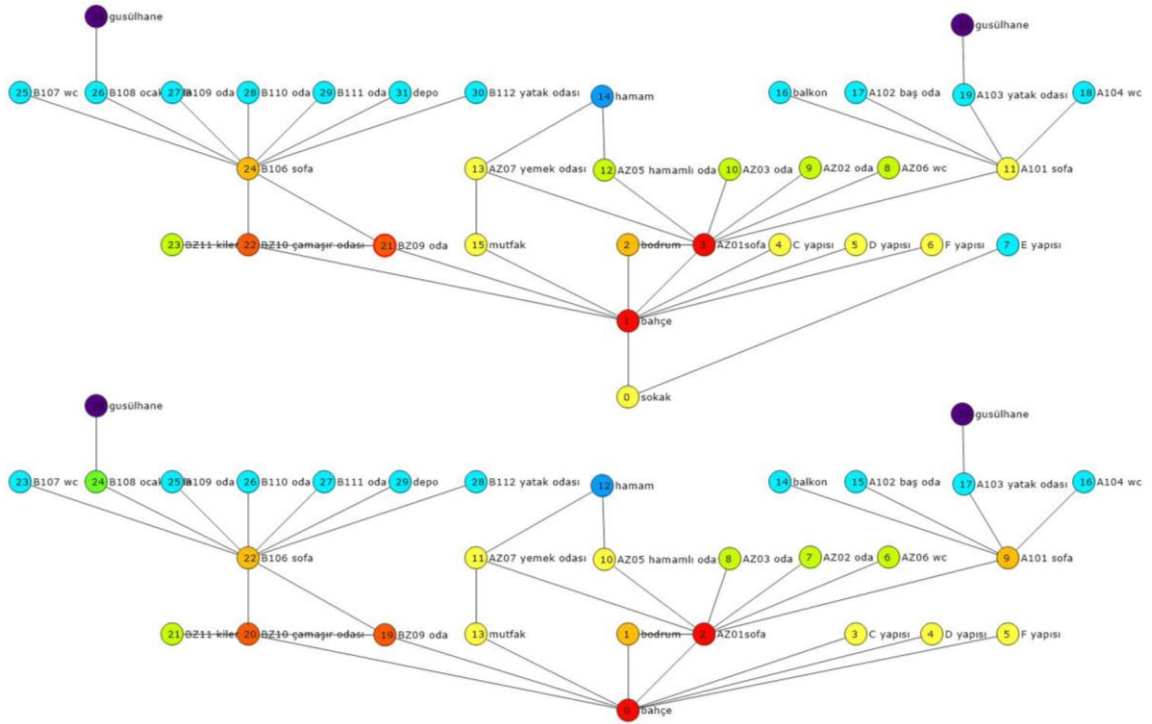 gusülhane gusülhane
25 B107 wc 26 B108 27 B109 oda 28 B110 oda 29 B111 oda 31 depo 30 B112 yatak odası 14 hamam 16 balkon 17 A102 baş oda 19 A103 yatak odası 18 A104 wc
24 B106 sofa 13 AZ07 yemek odası 12 AZ05 hamamlı oda 10 AZ03 oda 9 AZ02 oda 8 AZ06 wc 11 A101 sofa
23 BZ11 kiler 22 BZ10 çamaşır odası 21 BZ09 oda 15 mutfak 2 bodrum 3 AZ01sofa 4 C yapısı 5 D yapısı 6 F yapısı 7 E yapısı
1 bahçe
0 sokak
gusülhane gusülhane
23 B107 wc 24 B108 25 B109 oda 26 B110 oda 27 B111 oda 29 depo 28 B112 yatak odası 12 hamam 14 balkon 15 A102 baş oda 17 A103 yatak odası 16 A104 wc
22 B106 sofa 11 AZ07 yemek odası 10 AZ05 hamamlı oda 8 AZ03 oda 7 AZ02 oda 6 AZ06 wc 9 A101 sofa
21 BZ11 kiler 20 BZ10 çamaşır odası 19 BZ09 oda 13 mutfak 1 bodrum 2 AZ01sofa 3 C yapısı 4 D yapısı 5 F yapısı
0 bahçe